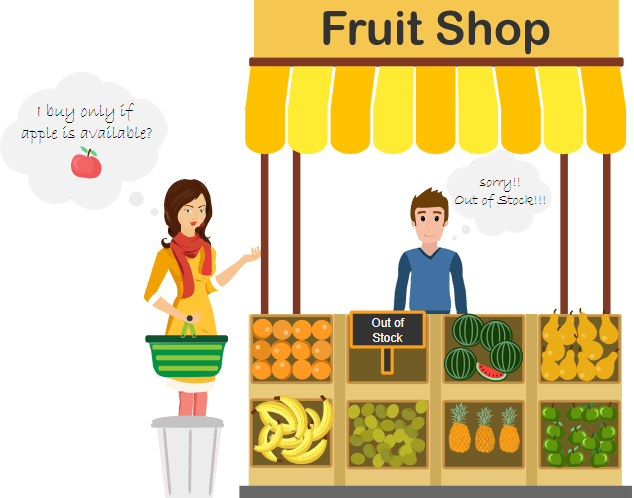 Fruit Shop
I buy only if
apple is available?
sorry!!
Out of Stock!!!
Out of
Stock